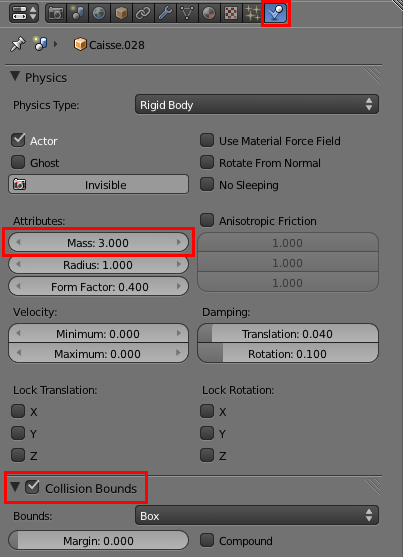 Caisse.028
Physics
Physics Type: Rigid Body
Actor Use Material Force Field
Ghost Rotate From Normal
Invisible No Sleeping
Attributes: Anisotropic Friction
Mass: 3.000 1.000
Radius: 1.000 1.000
Form Factor: 0.400 1.000
Velocity: Damping:
Minimum: 0.000 Translation: 0.040
Maximum: 0.000 Rotation: 0.100
Lock Translation: Lock Rotation:
X X
Y Y
Z Z
Collision Bounds
Bounds: Box
Margin: 0.000 Compound